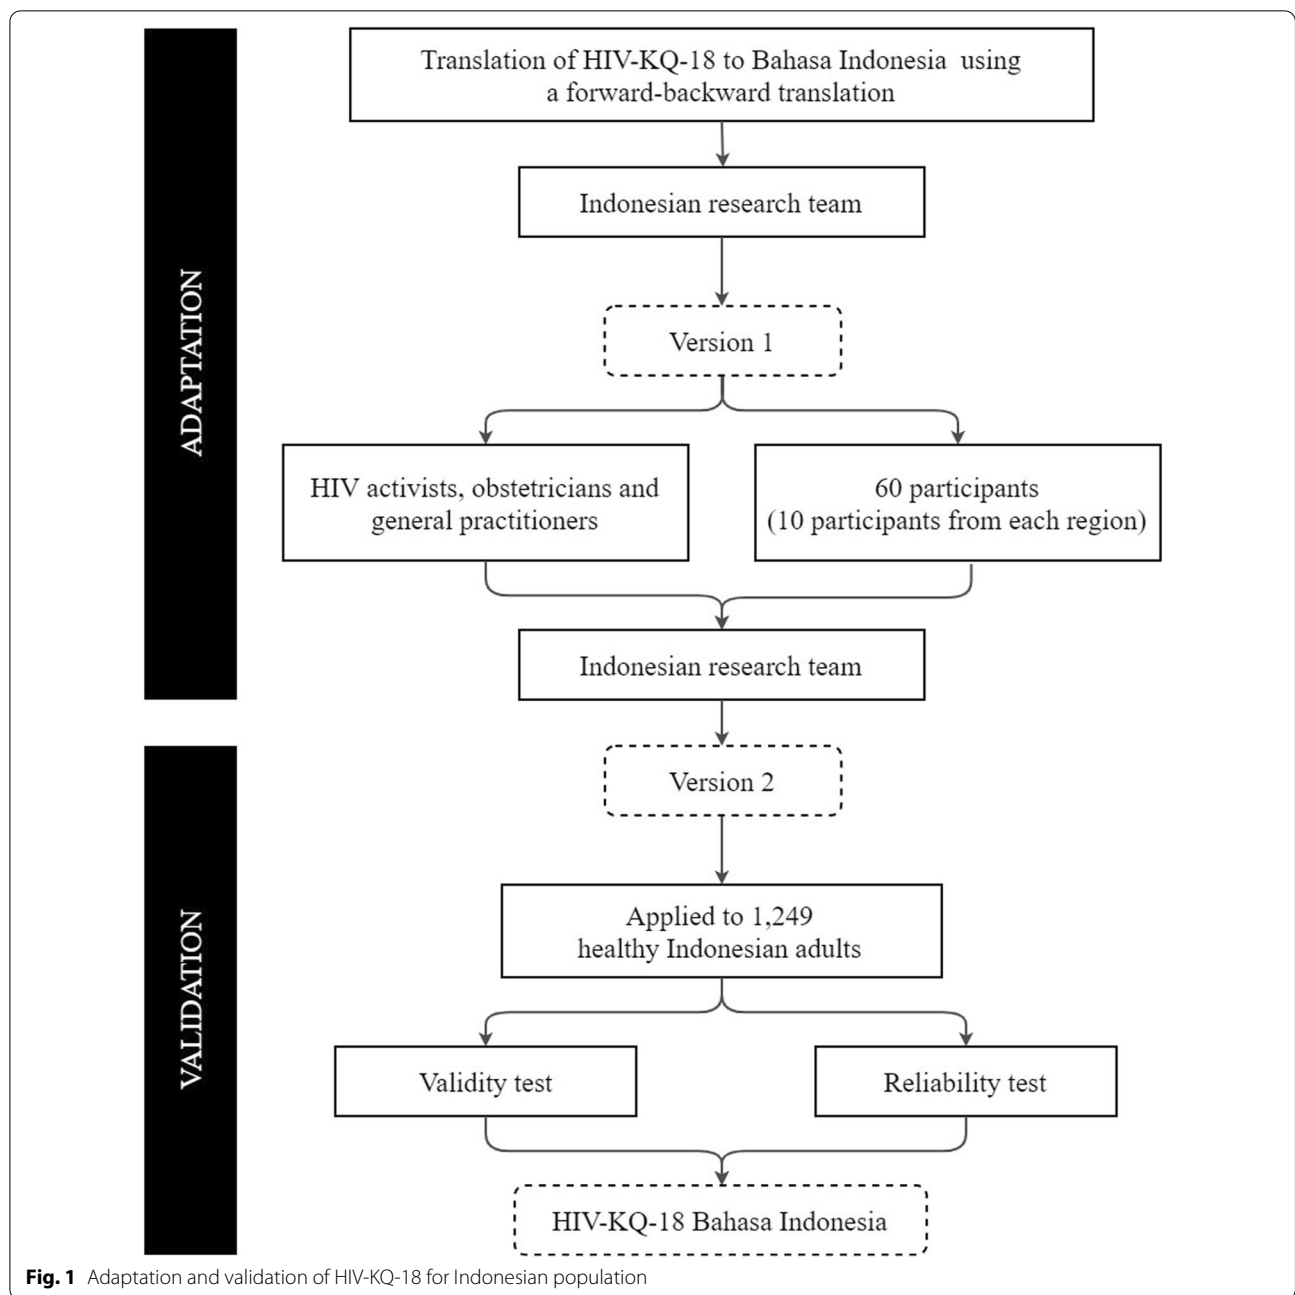 Translation of HIV-KQ-18 to Bahasa Indonesia using
a forward-backward translation
Indonesian research team
Version 1
ADAPTATION
HIV activists, obstetricians and
general practitioners
60 participants
(10 participants from each region)
Indonesian research team
Version 2
VALIDATION
Applied to 1,249
healthy Indonesian adults
Validity test
Reliability test
HIV-KQ-18 Bahasa Indonesia
Fig. 1 Adaptation and validation of HIV-KQ-18 for Indonesian population